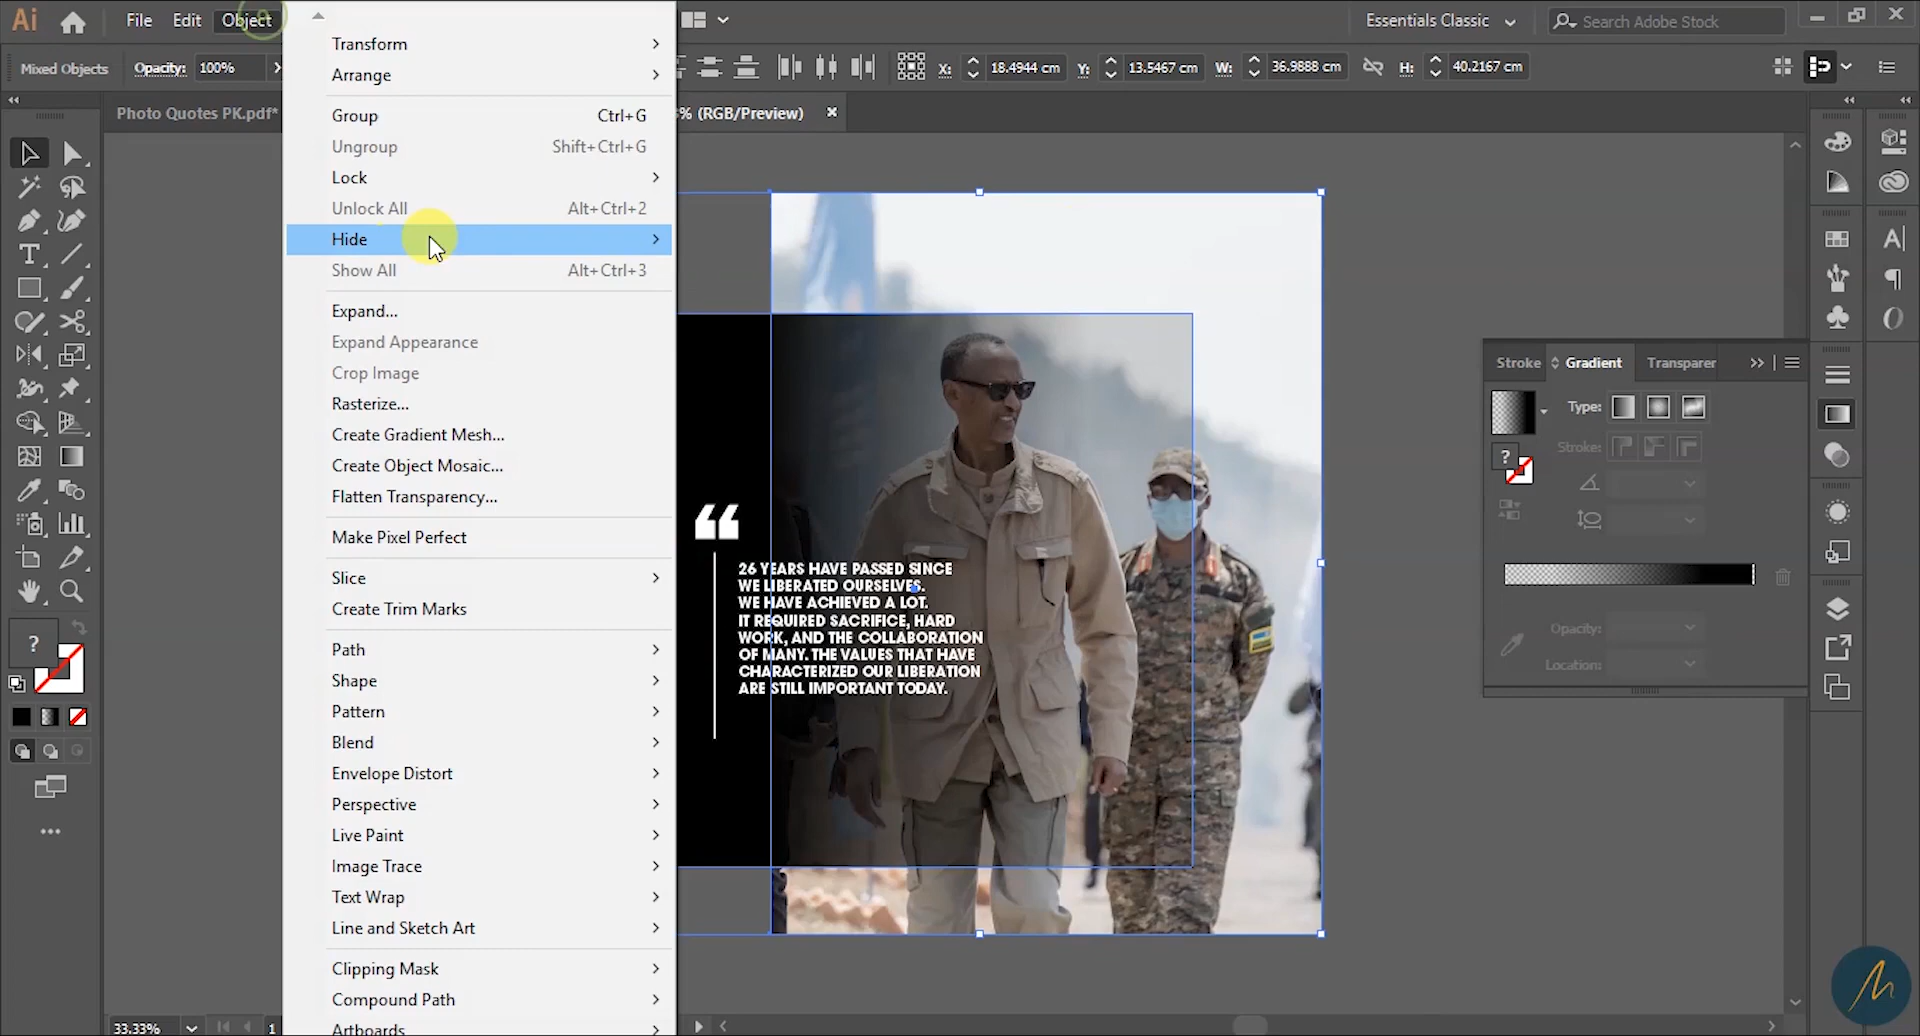 Ai File Edit Object Essentials Classic Search Adobe Stock
Mixed Objects Opacity: 100% X: 18.4944 cm Y: 13.5467 cm W: 36.9888 cm H: 40.2167 cm
Photo Quotes PK.pdf* % (RGB/Preview)
Transform
Arrange
Group Ctrl+G
Ungroup Shift+Ctrl+G
Lock
Unlock All Alt+Ctrl+2
Hide
Show All Alt+Ctrl+3
Expand...
Expand Appearance
Crop Image
Rasterize...
Create Gradient Mesh...
Create Object Mosaic...
Flatten Transparency...
Make Pixel Perfect
Slice
Create Trim Marks
Path
Shape
Pattern
Blend
Envelope Distort
Perspective
Live Paint
Image Trace
Text Wrap
Line and Sketch Art
Clipping Mask
Compound Path
Artboards
“
26 YEARS HAVE PASSED SINCE
WE LIBERATED OURSELVES.
WE HAVE ACHIEVED A LOT.
IT REQUIRED SACRIFICE, HARD
WORK, AND THE COLLABORATION
OF MANY. THE VALUES THAT HAVE
CHARACTERIZED OUR LIBERATION
ARE STILL IMPORTANT TODAY.
Stroke Gradient Transparer
Type:
Stroke:
Opacity:
Location:
33.33% 1